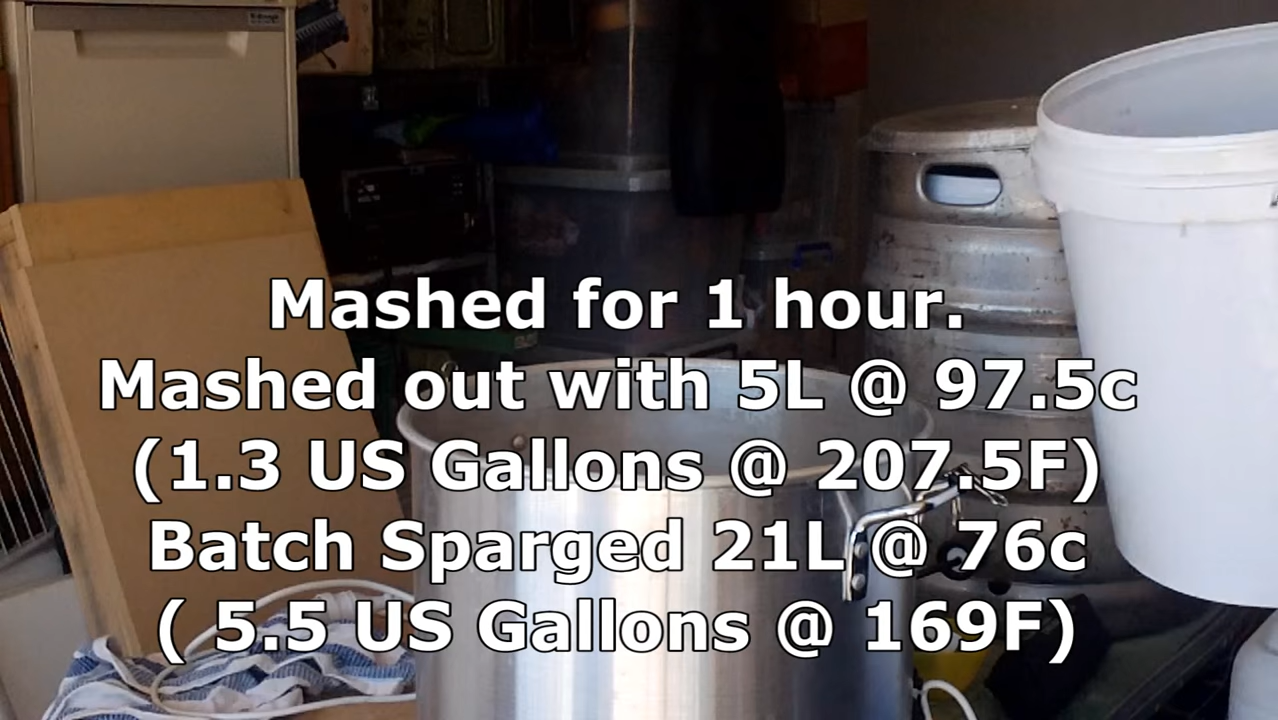 Mashed for 1 hour.
Mashed out with 5L @ 97.5c
(1.3 US Gallons @ 207.5F)
Batch Sparged 21L @ 76c
( 5.5 US Gallons @ 169F)